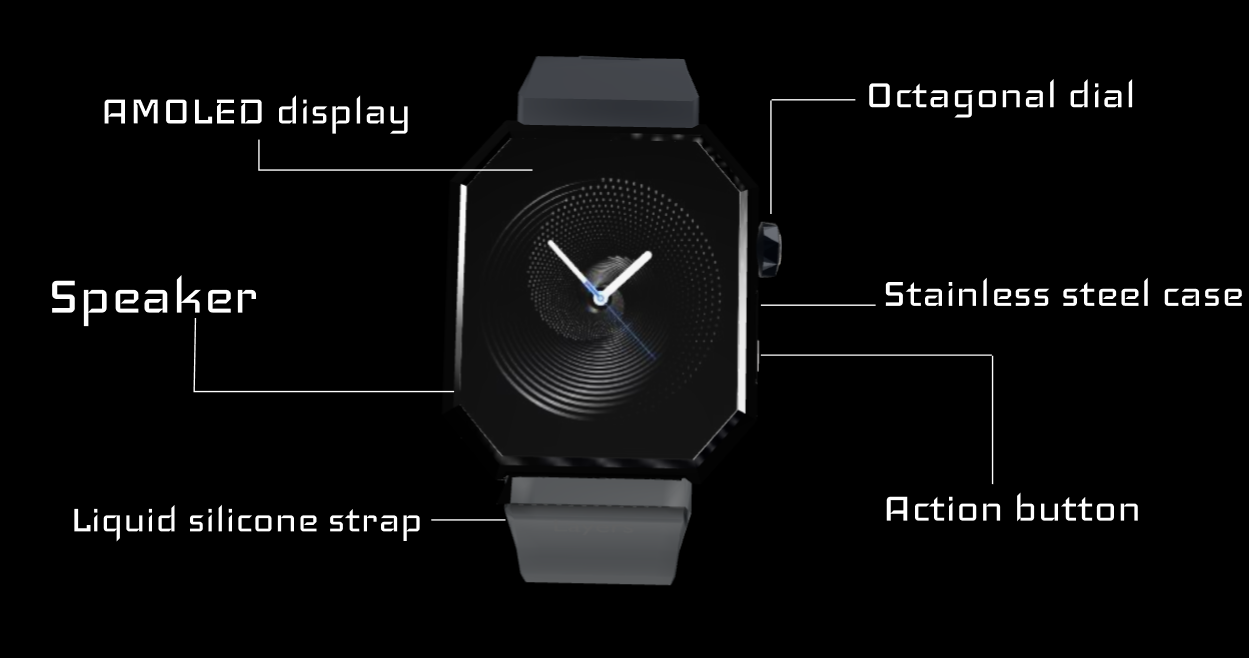 AMOLED display
Octagonal dial
Speaker
Stainless steel case
Liquid silicone strap
Action button